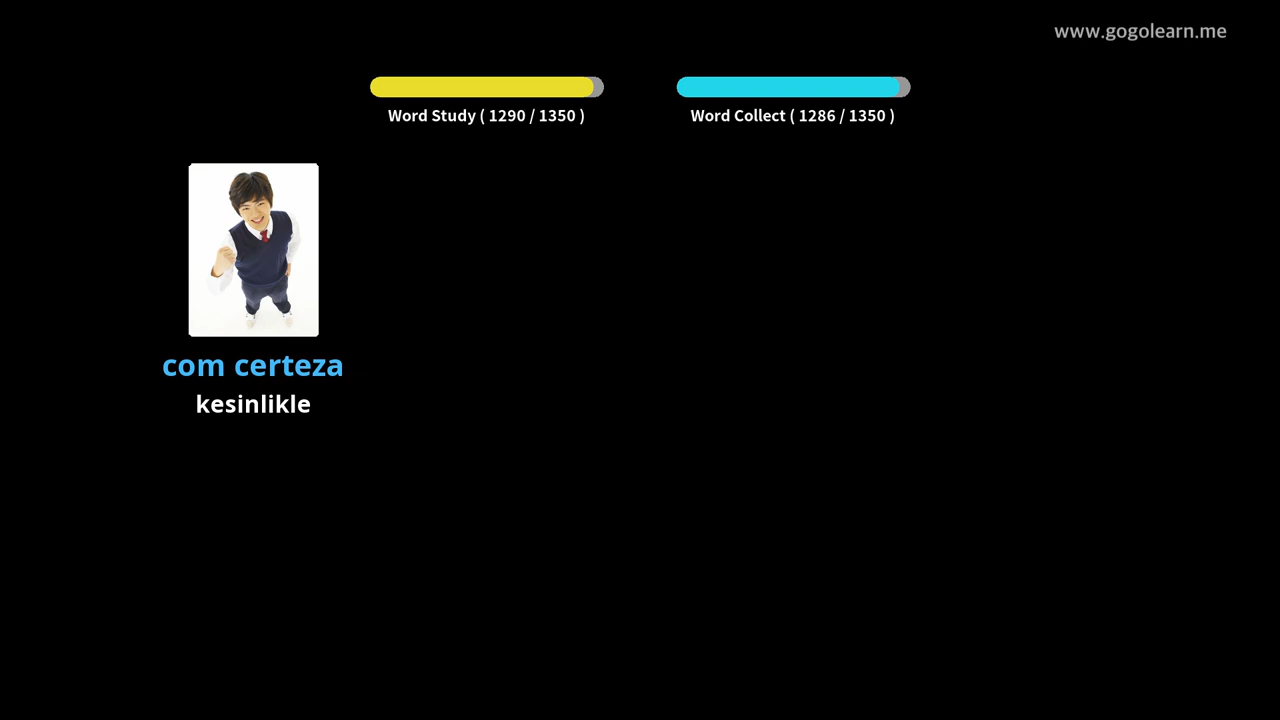 www.gogolearn.me
Word Study ( 1290 / 1350 )
Word Collect ( 1286 / 1350 )
com certeza
kesinlikle